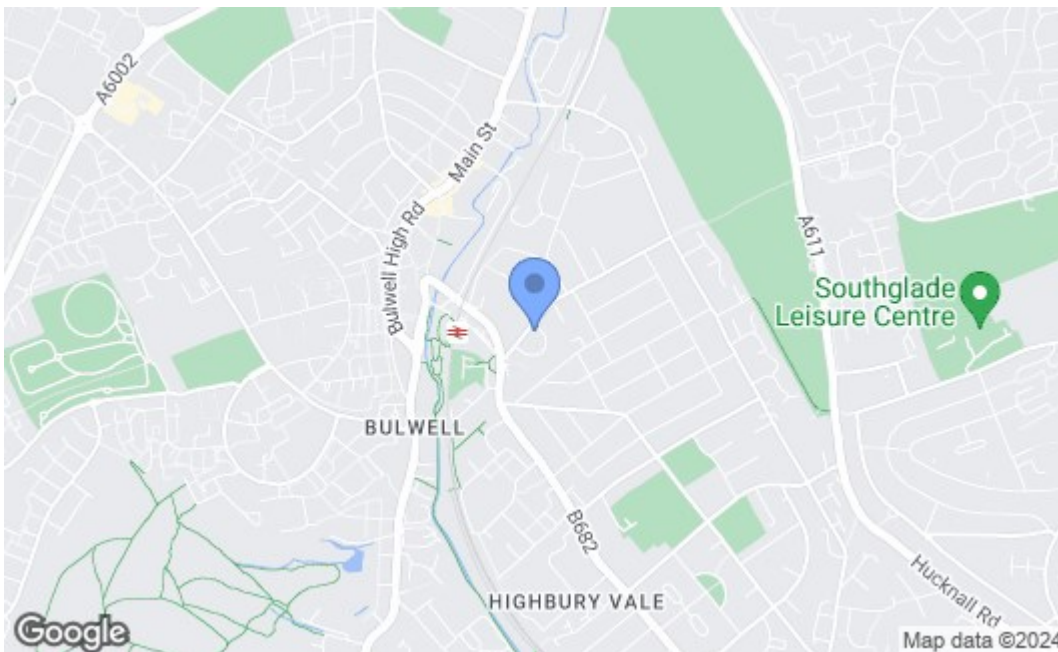 A6002
Main St
Bulwell High Rd
A611
Southglade
Leisure Centre
BULWELL
B682
HIGHBURY VALE
Hucknall Rd
Google
Map data ©2024